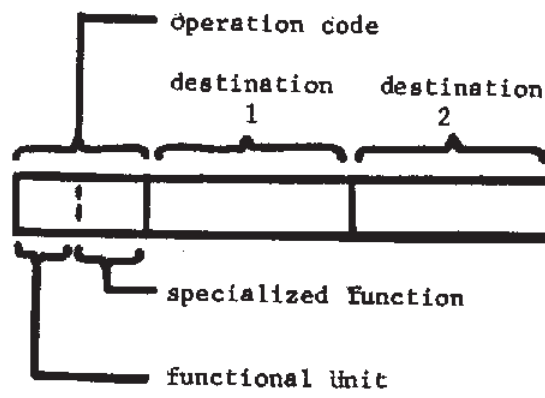 operation code
destination destination
1 2
specialized function
functional unit